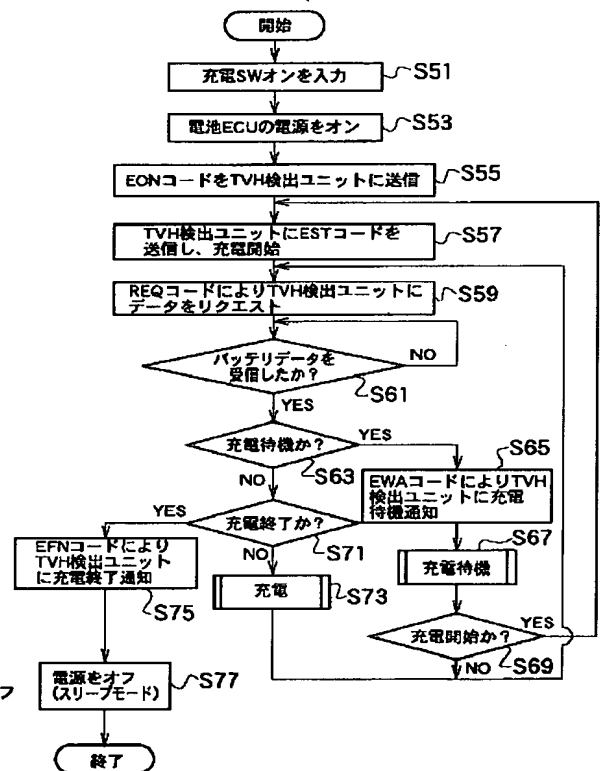 開始
充電SWオンを入力
S51
電池ECUの電源をオン
S53
EONコードをTVH検出ユニットに送信
S55
TVH検出ユニットにESTコードを
送信し、充電開始
S57
REQコードによりTVH検出ユニットに
データをリクエスト
S59
バッテリデータを
受信したか?
NO
S61
YES
充電待機か?
YES
S63
NO
S65
EWAコードによりTVH
検出ユニットに充電
待機通知
充電終了か?
YES
S71
NO
EFNコードにより
TVH検出ユニット
に充電終了通知
S75
充電
S73
S67
充電待機
充電開始か?
YES
S69
NO
電源をオフ
(スリープモード)
S77
フ
終了